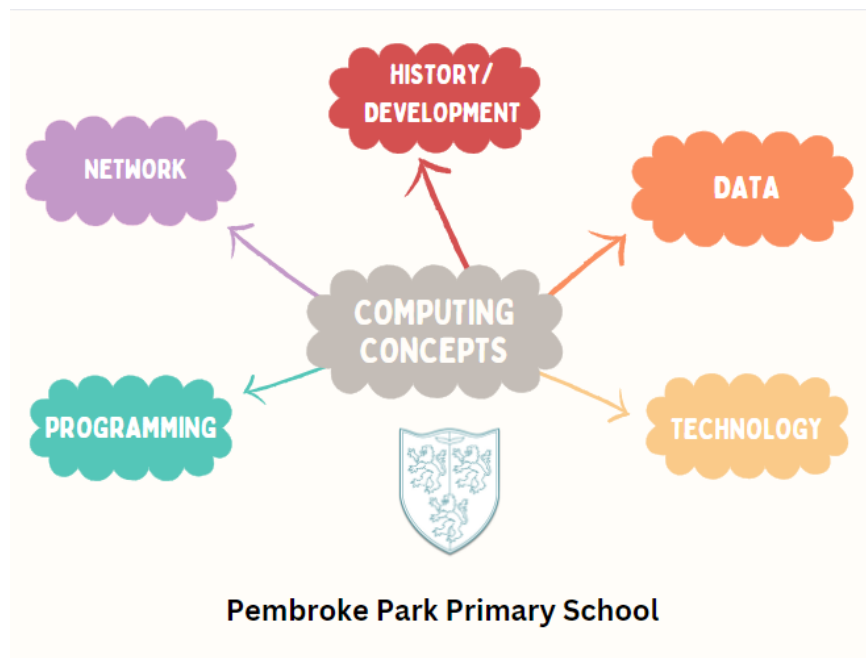 HISTORY/
DEVELOPMENT
NETWORK
DATA
COMPUTING
CONCEPTS
PROGRAMMING
TECHNOLOGY
Pembroke Park Primary School